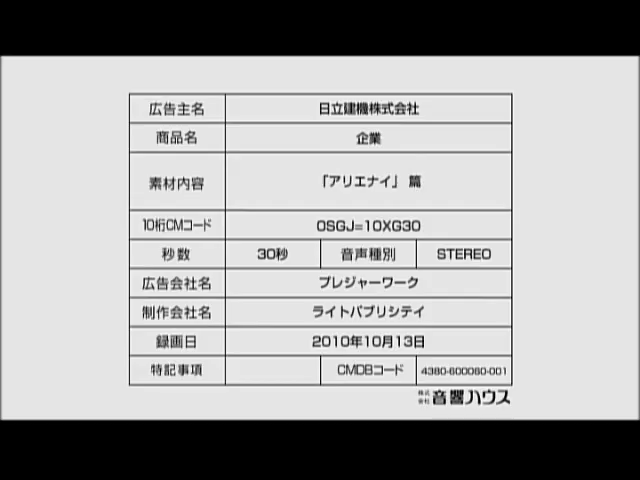 広告主名 日立建機株式会社
商品名 企業
素材内容 「アリエナイ」 篇
10桁CMコード 0SGJ=10XG30
秒数 30秒 音声種別 STEREO
広告会社名 プレジャーワーク
制作会社名 ライトパブリシテイ
録画日 2010年10月13日
特記事項 CMDBコード 4380-600060-001
株式会社 音響ハウス